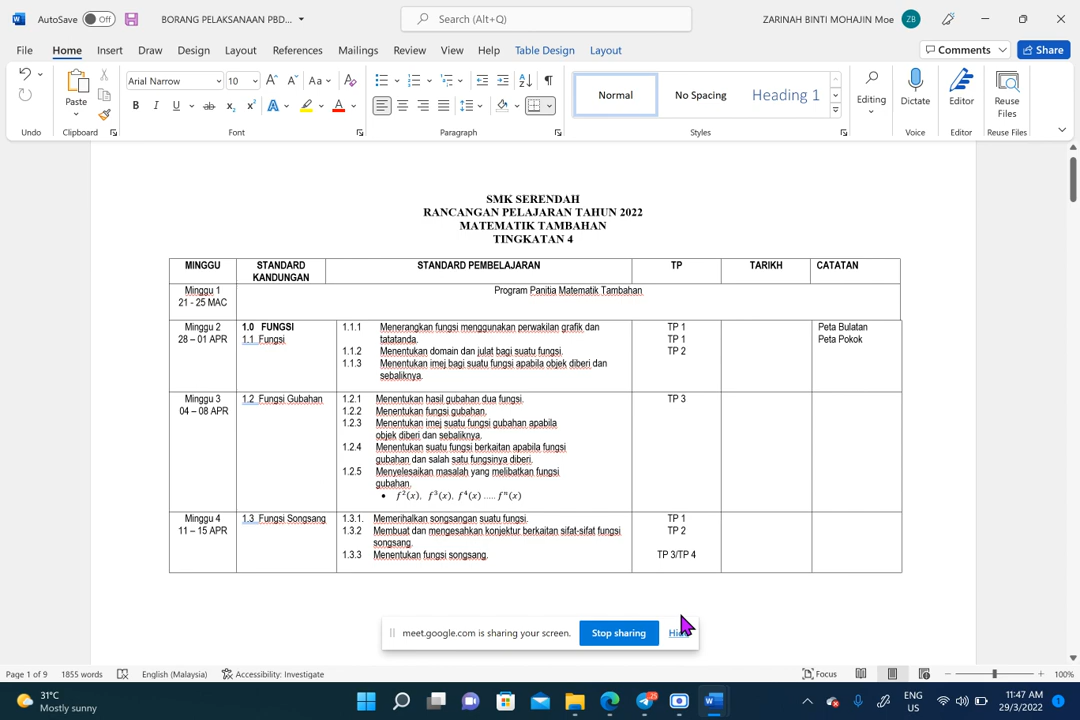 AutoSave Off BORANG PELAKSANAAN PBD... Search (Alt+Q) ZARINAH BINTI MOHAJIN Moe ZB
File Home Insert Draw Design Layout References Mailings Review View Help Table Design Layout Comments Share
Arial Narrow 10 Aa Normal No Spacing Heading 1
Paste Editing Dictate Editor Reuse Files
B I U ab x₂ x² A A
Undo Clipboard Font Paragraph Styles Voice Editor Reuse Files
SMK SERENDAH
RANCANGAN PELAJARAN TAHUN 2022
MATEMATIK TAMBAHAN
TINGKATAN 4
MINGGU STANDARD KANDUNGAN STANDARD PEMBELAJARAN TP TARIKH CATATAN
Minggu 1 Program Panitia Matematik Tambahan
21 - 25 MAC
Minggu 2 1.0 FUNGSI 1.1.1 Menerangkan fungsi menggunakan perwakilan grafik dan TP 1 Peta Bulatan
28 – 01 APR 1.1 Fungsi tatatanda. TP 1 Peta Pokok
1.1.2 Menentukan domain dan julat bagi suatu fungsi. TP 2
1.1.3 Menentukan imej bagi suatu fungsi apabila objek diberi dan
sebaliknya.
Minggu 3 1.2 Fungsi Gubahan 1.2.1 Menentukan hasil gubahan dua fungsi. TP 3
04 – 08 APR 1.2.2 Menentukan fungsi gubahan.
1.2.3 Menentukan imej suatu fungsi gubahan apabila
objek diberi dan sebaliknya.
1.2.4 Menentukan suatu fungsi berkaitan apabila fungsi
gubahan dan salah satu fungsinya diberi.
1.2.5 Menyelesaikan masalah yang melibatkan fungsi
gubahan.
• f²(x), f³(x), f⁴(x) ..... fⁿ(x)
Minggu 4 1.3 Fungsi Songsang 1.3.1. Memerihalkan songsangan suatu fungsi. TP 1
11 – 15 APR 1.3.2 Membuat dan mengesahkan konjektur berkaitan sifat-sifat fungsi TP 2
songsang.
1.3.3 Menentukan fungsi songsang. TP 3/TP 4
meet.google.com is sharing your screen. Stop sharing
Page 1 of 9 1855 words English (Malaysia) Accessibility: Investigate Focus 100%
31°C ENG 11:47 AM
Mostly sunny US 29/3/2022